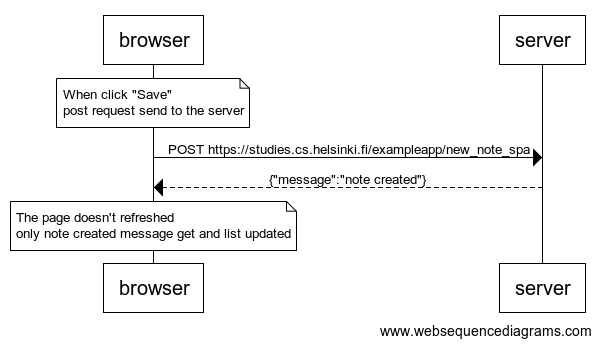 browser
server
When click "Save"
post request send to the server
POST https://studies.cs.helsinki.fi/exampleapp/new_note_spa
{"message":"note created"}
The page doesn't refreshed
only note created message get and list updated
browser
server
www.websequencediagrams.com